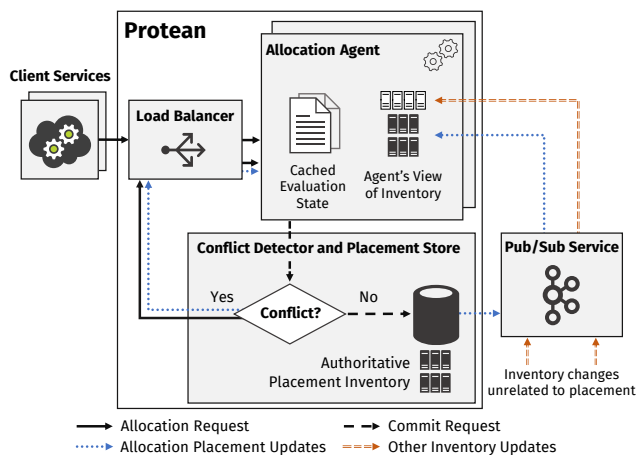 Protean
Allocation Agent
Client Services
Load Balancer
Cached
Evaluation
State
Agent's View
of Inventory
Conflict Detector and Placement Store
Pub/Sub Service
Yes
No
Conflict?
Authoritative
Placement Inventory
Inventory changes
unrelated to placement
Allocation Request
Commit Request
Allocation Placement Updates
Other Inventory Updates